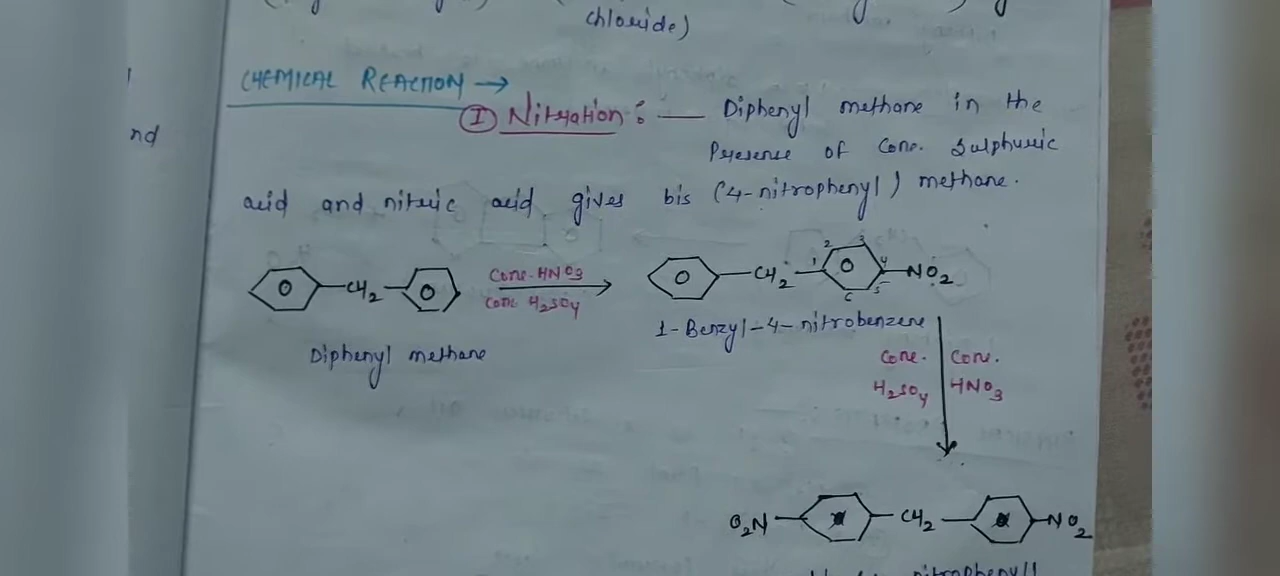 chloride)
nd
CHEMICAL REACTION →
I Nitration : — Diphenyl methane in the
Presense of Conc. Sulphuric
acid and nitric acid gives bis (4-nitrophenyl) methane.
CH2
Conc. HNO3
Conc. H2SO4
CH2
1 2 3 4 5 6
NO2
Diphenyl methane
1-Benzyl-4-nitrobenzene
Conc. Conc.
H2SO4 HNO3
O2N CH2 NO2